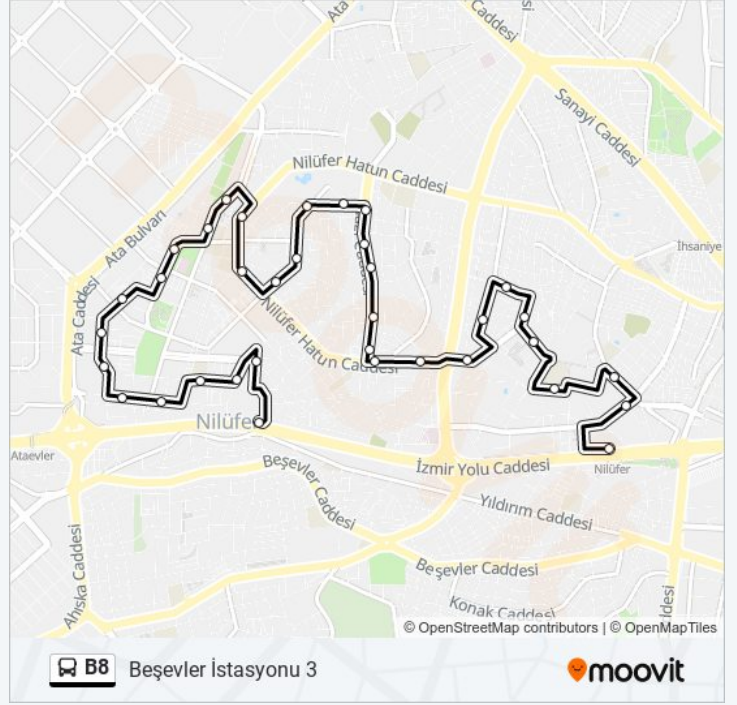 Ata
Caddesi
Sanayi Caddesi
Nilüfer Hatun Caddesi
İhsaniye
Ata Bulvarı
Ata Caddesi
Nilüfer Hatun Caddesi
Nilüfer
Ataevler
Beşevler Caddesi
İzmir Yolu Caddesi
Nilüfer
Yıldırım Caddesi
Beşevler Caddesi
Ahıska Caddesi
Konak Caddesi
© OpenStreetMap contributors | © OpenMapTiles
B8
Beşevler İstasyonu 3
moovit